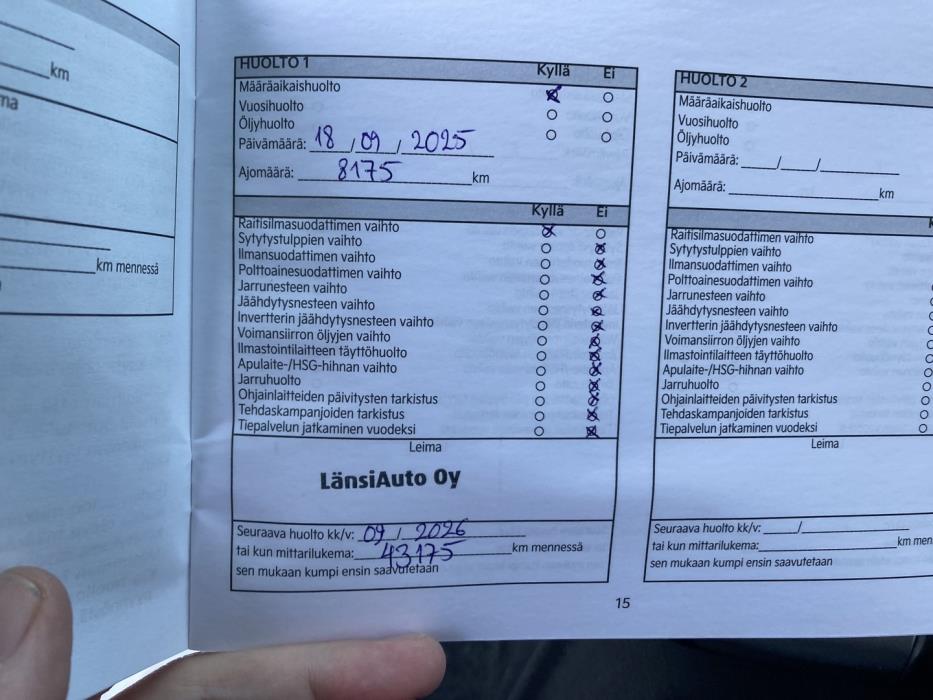 km
ma
km mennessä
HUOLTO 1 Kyllä Ei
Määräaikaishuolto
Vuosihuolto
Öljyhuolto
Päivämäärä: 18 / 09 / 2025
Ajomäärä: 8175 km
Kyllä Ei
Raitisilmasuodattimen vaihto
Sytytystulppien vaihto
Ilmansuodattimen vaihto
Polttoainesuodattimen vaihto
Jarrunesteen vaihto
Jäähdytysnesteen vaihto
Invertterin jäähdytysnesteen vaihto
Voimansiirron öljyjen vaihto
Ilmastointilaitteen täyttöhuolto
Apulaite-/HSG-hihnan vaihto
Jarruhuolto
Ohjainlaitteiden päivitysten tarkistus
Tehdaskampanjoiden tarkistus
Tiepalvelun jatkaminen vuodeksi
Leima
LänsiAuto Oy
Seuraava huolto kk/v: 09 / 2026
tai kun mittarilukema: 43175 km mennessä
sen mukaan kumpi ensin saavutetaan
15
HUOLTO 2
Määräaikaishuolto
Vuosihuolto
Öljyhuolto
Päivämäärä: / /
Ajomäärä: km
K
Raitisilmasuodattimen vaihto
Sytytystulppien vaihto
Ilmansuodattimen vaihto
Polttoainesuodattimen vaihto
Jarrunesteen vaihto
Jäähdytysnesteen vaihto
Invertterin jäähdytysnesteen vaihto
Voimansiirron öljyjen vaihto
Ilmastointilaitteen täyttöhuolto
Apulaite-/HSG-hihnan vaihto
Jarruhuolto
Ohjainlaitteiden päivitysten tarkistus
Tehdaskampanjoiden tarkistus
Tiepalvelun jatkaminen vuodeksi
Leima
Seuraava huolto kk/v: /
tai kun mittarilukema: km men
sen mukaan kumpi ensin saavutetaan